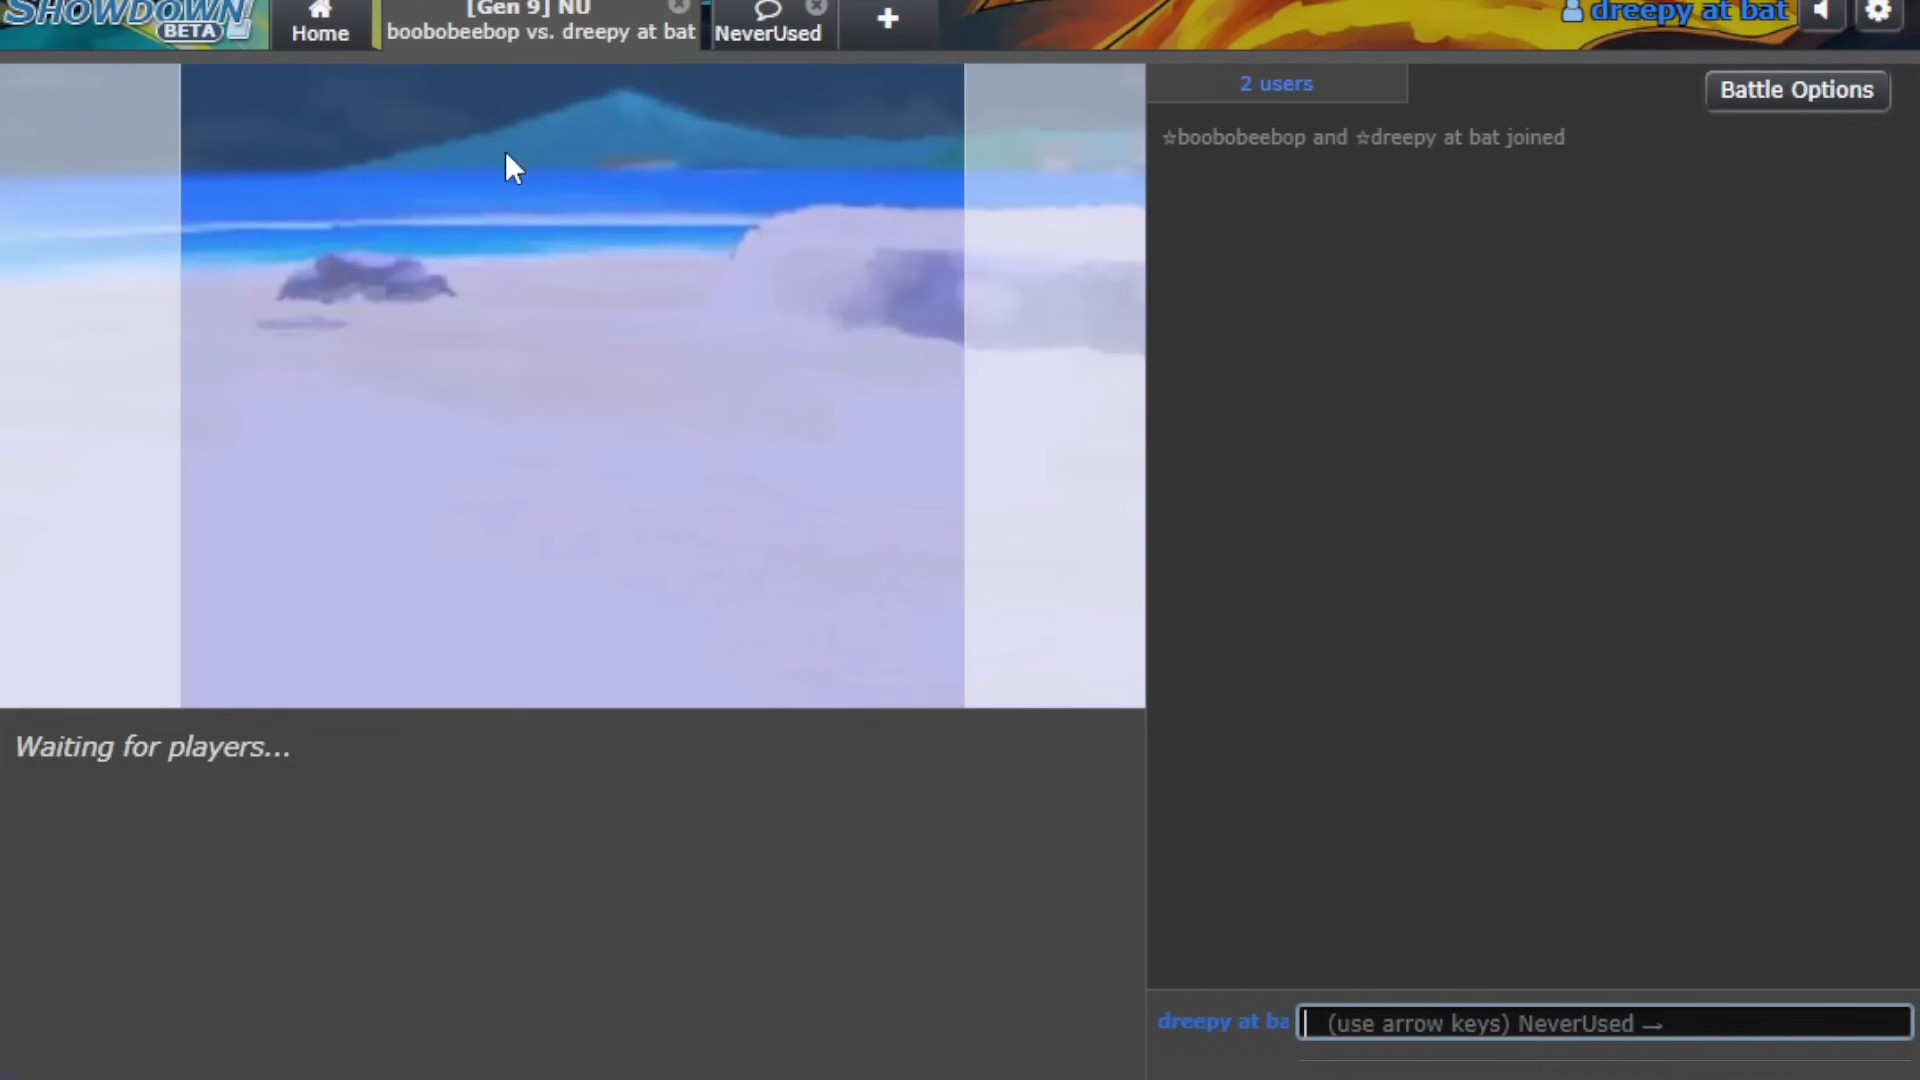 SHOWDOWN
BETA
Home
[Gen 9] NU
boobobeebop vs. dreepy at bat
NeverUsed
dreepy at bat
2 users
Battle Options
☆boobobeebop and ☆dreepy at bat joined
Waiting for players...
dreepy at ba
(use arrow keys) NeverUsed →